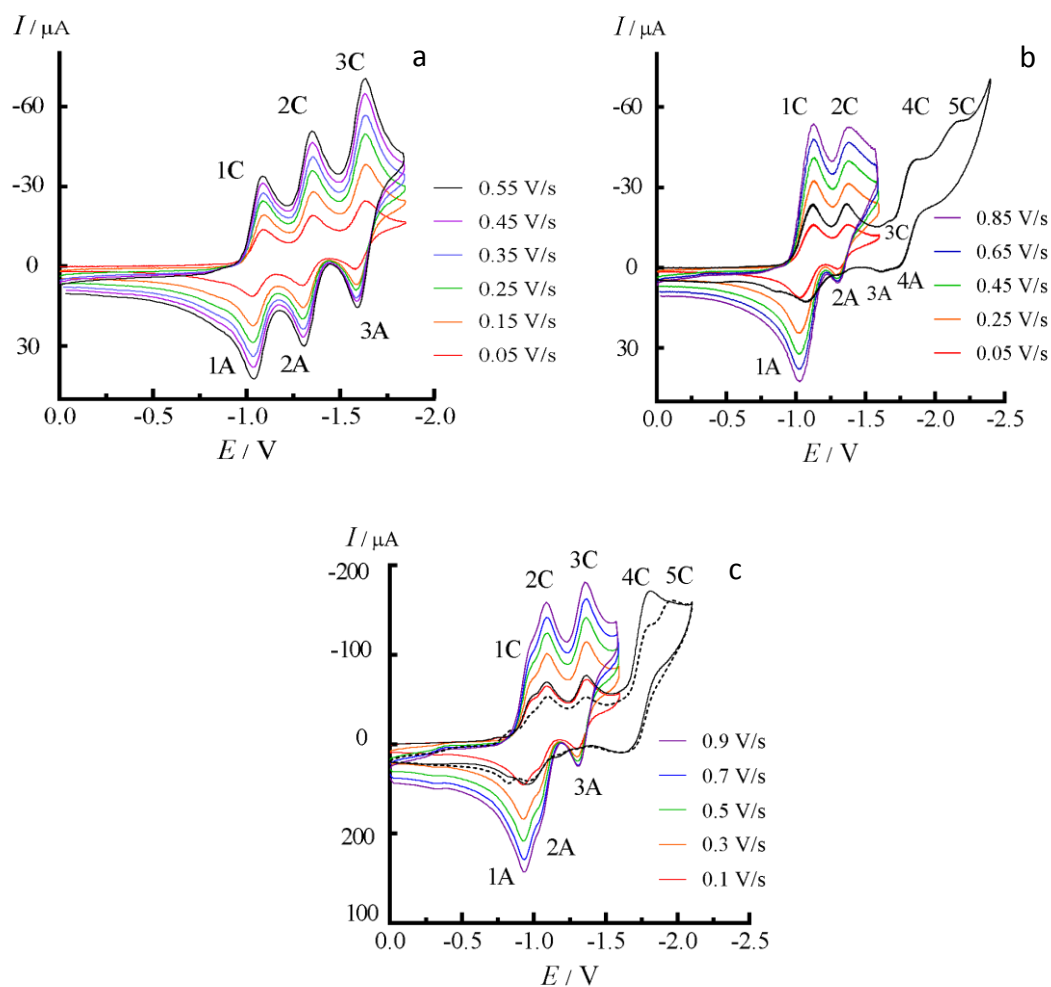 I / μA
a
3C
2C
1C
-60
-30
0
30
1A
2A
3A
0.55 V/s
0.45 V/s
0.35 V/s
0.25 V/s
0.15 V/s
0.05 V/s
0.0 -0.5 -1.0 -1.5 -2.0
E / V
I / μA
b
1C 2C 4C 5C
-60
-30
0
30
3C
2A 3A 4A
1A
0.85 V/s
0.65 V/s
0.45 V/s
0.25 V/s
0.05 V/s
0.0 -0.5 -1.0 -1.5 -2.0 -2.5
E / V
I / μA
c
3C
2C 4C 5C
1C
-200
-100
0
200
100
3A
2A
1A
0.9 V/s
0.7 V/s
0.5 V/s
0.3 V/s
0.1 V/s
0.0 -0.5 -1.0 -1.5 -2.0 -2.5
E / V